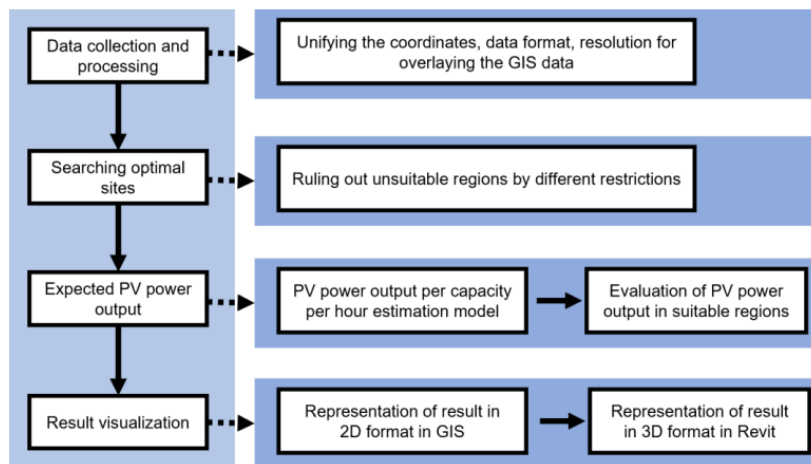 Data collection and
processing
Unifying the coordinates, data format, resolution for
overlaying the GIS data
Searching optimal
sites
Ruling out unsuitable regions by different restrictions
Expected PV power
output
PV power output per capacity
per hour estimation model
Evaluation of PV power
output in suitable regions
Result visualization
Representation of result in
2D format in GIS
Representation of result
in 3D format in Revit